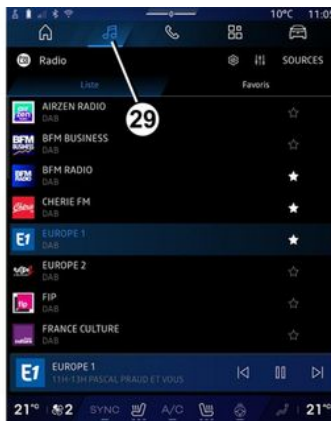 10°C 11:05
Radio SOURCES
Liste Favoris
29
AIRZEN RADIO
DAB
BFM BUSINESS
DAB
BFM RADIO
DAB
CHERIE FM
DAB
E1 EUROPE 1
DAB
EUROPE 2
DAB
fip FIP
DAB
FRANCE CULTURE
DAB
E1 EUROPE 1
11H-13H PASCAL PRAUD ET VOUS
21° 2 SYNC A/C 21°